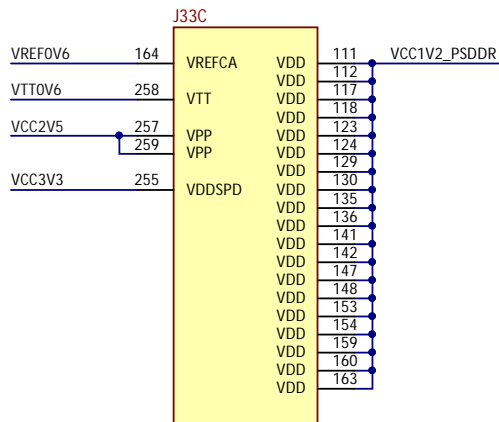 J33C
VREF0V6 164 VREFCA VDD 111 VCC1V2_PSDDR
VDD 112
VTT0V6 258 VTT VDD 117
VDD 118
VCC2V5 257 VPP VDD 123
259 VPP VDD 124
VDD 129
VCC3V3 255 VDDSPD VDD 130
VDD 135
VDD 136
VDD 141
VDD 142
VDD 147
VDD 148
VDD 153
VDD 154
VDD 159
VDD 160
VDD 163